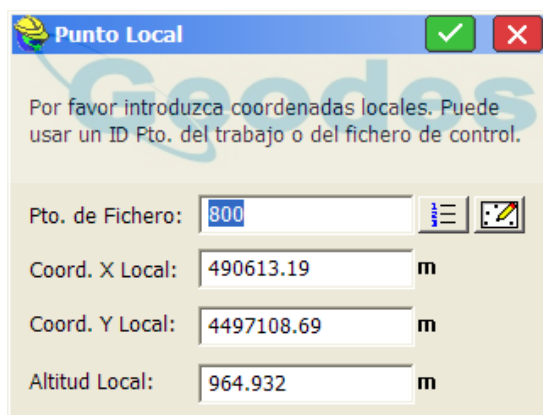 Punto Local
Geodes
Por favor introduzca coordenadas locales. Puede
usar un ID Pto. del trabajo o del fichero de control.
Pto. de Fichero: 800
Coord. X Local: 490613.19 m
Coord. Y Local: 4497108.69 m
Altitud Local: 964.932 m